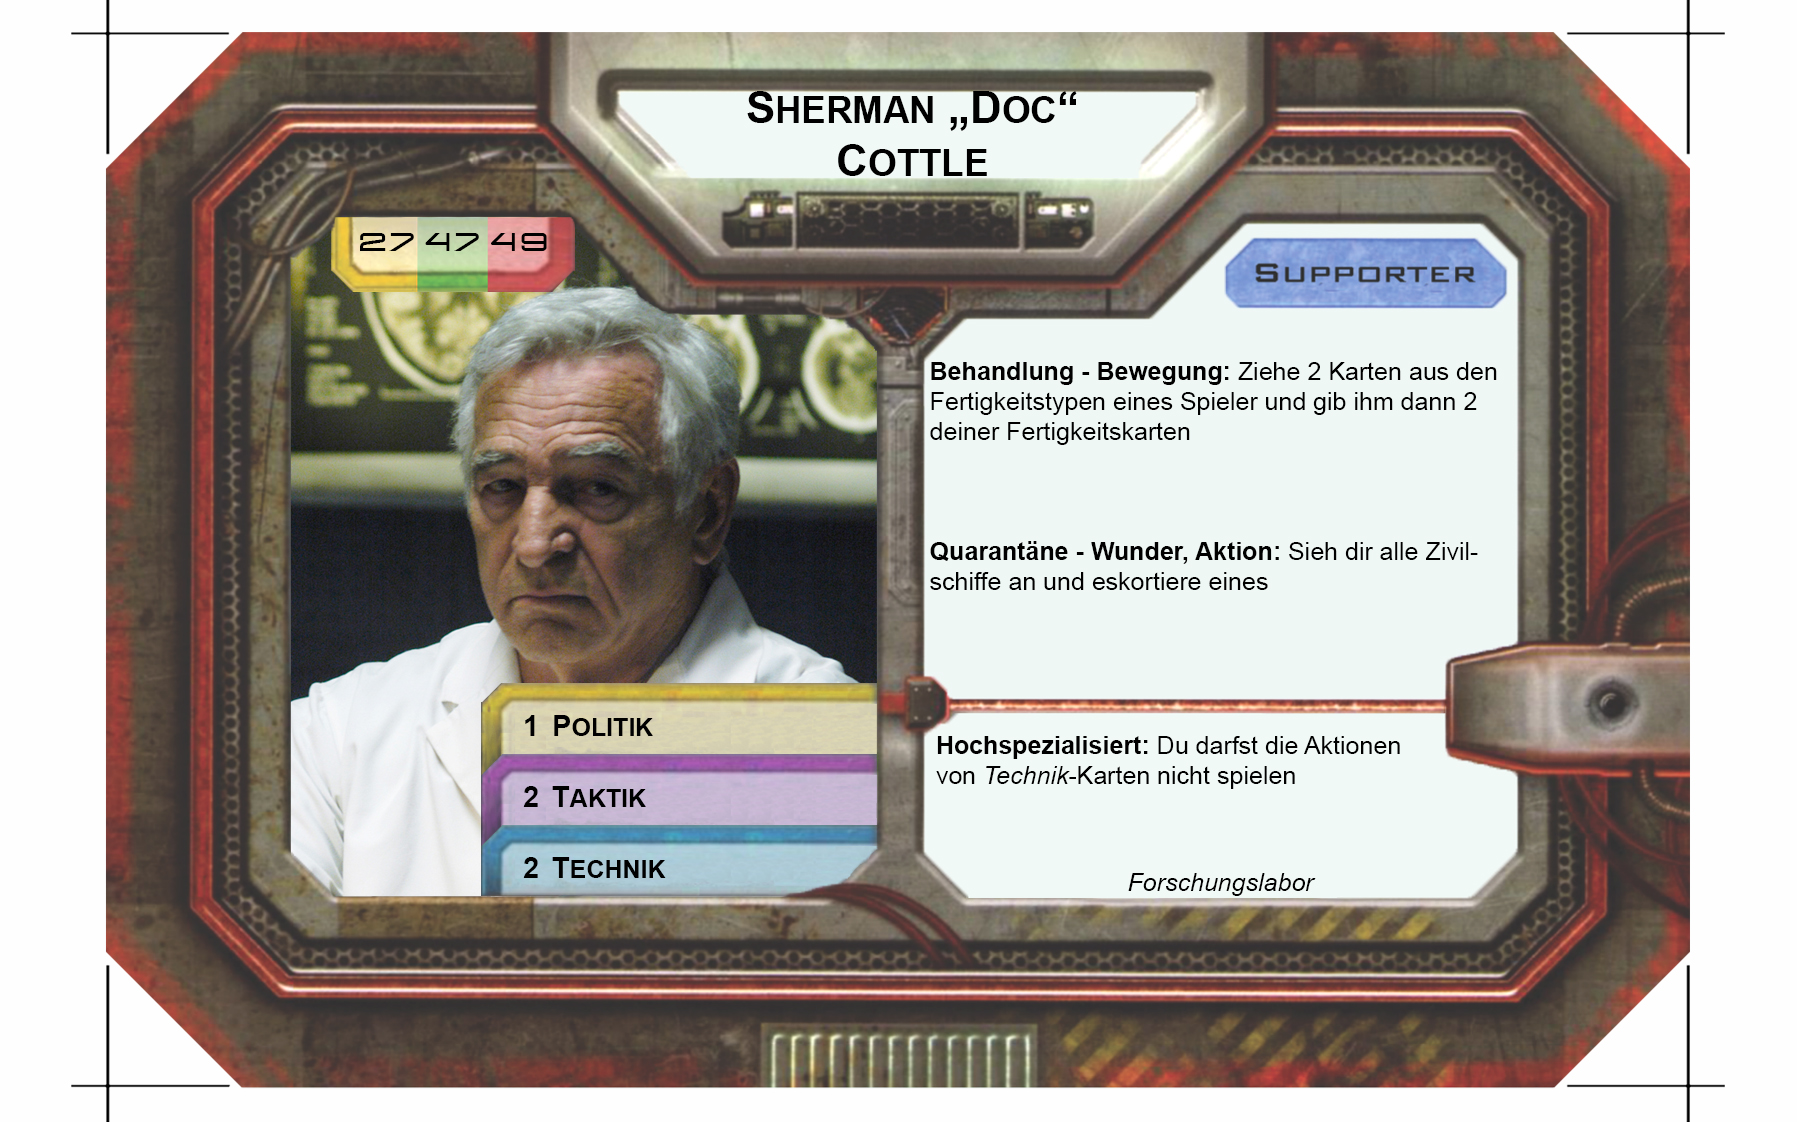 SHERMAN „DOC“
COTTLE
27 47 49
SUPPORTER
Behandlung - Bewegung: Ziehe 2 Karten aus den
Fertigkeitstypen eines Spieler und gib ihm dann 2
deiner Fertigkeitskarten
Quarantäne - Wunder, Aktion: Sieh dir alle Zivil-
schiffe an und eskortiere eines
1 POLITIK
2 TAKTIK
2 TECHNIK
Hochspezialisiert: Du darfst die Aktionen
von Technik-Karten nicht spielen
Forschungslabor